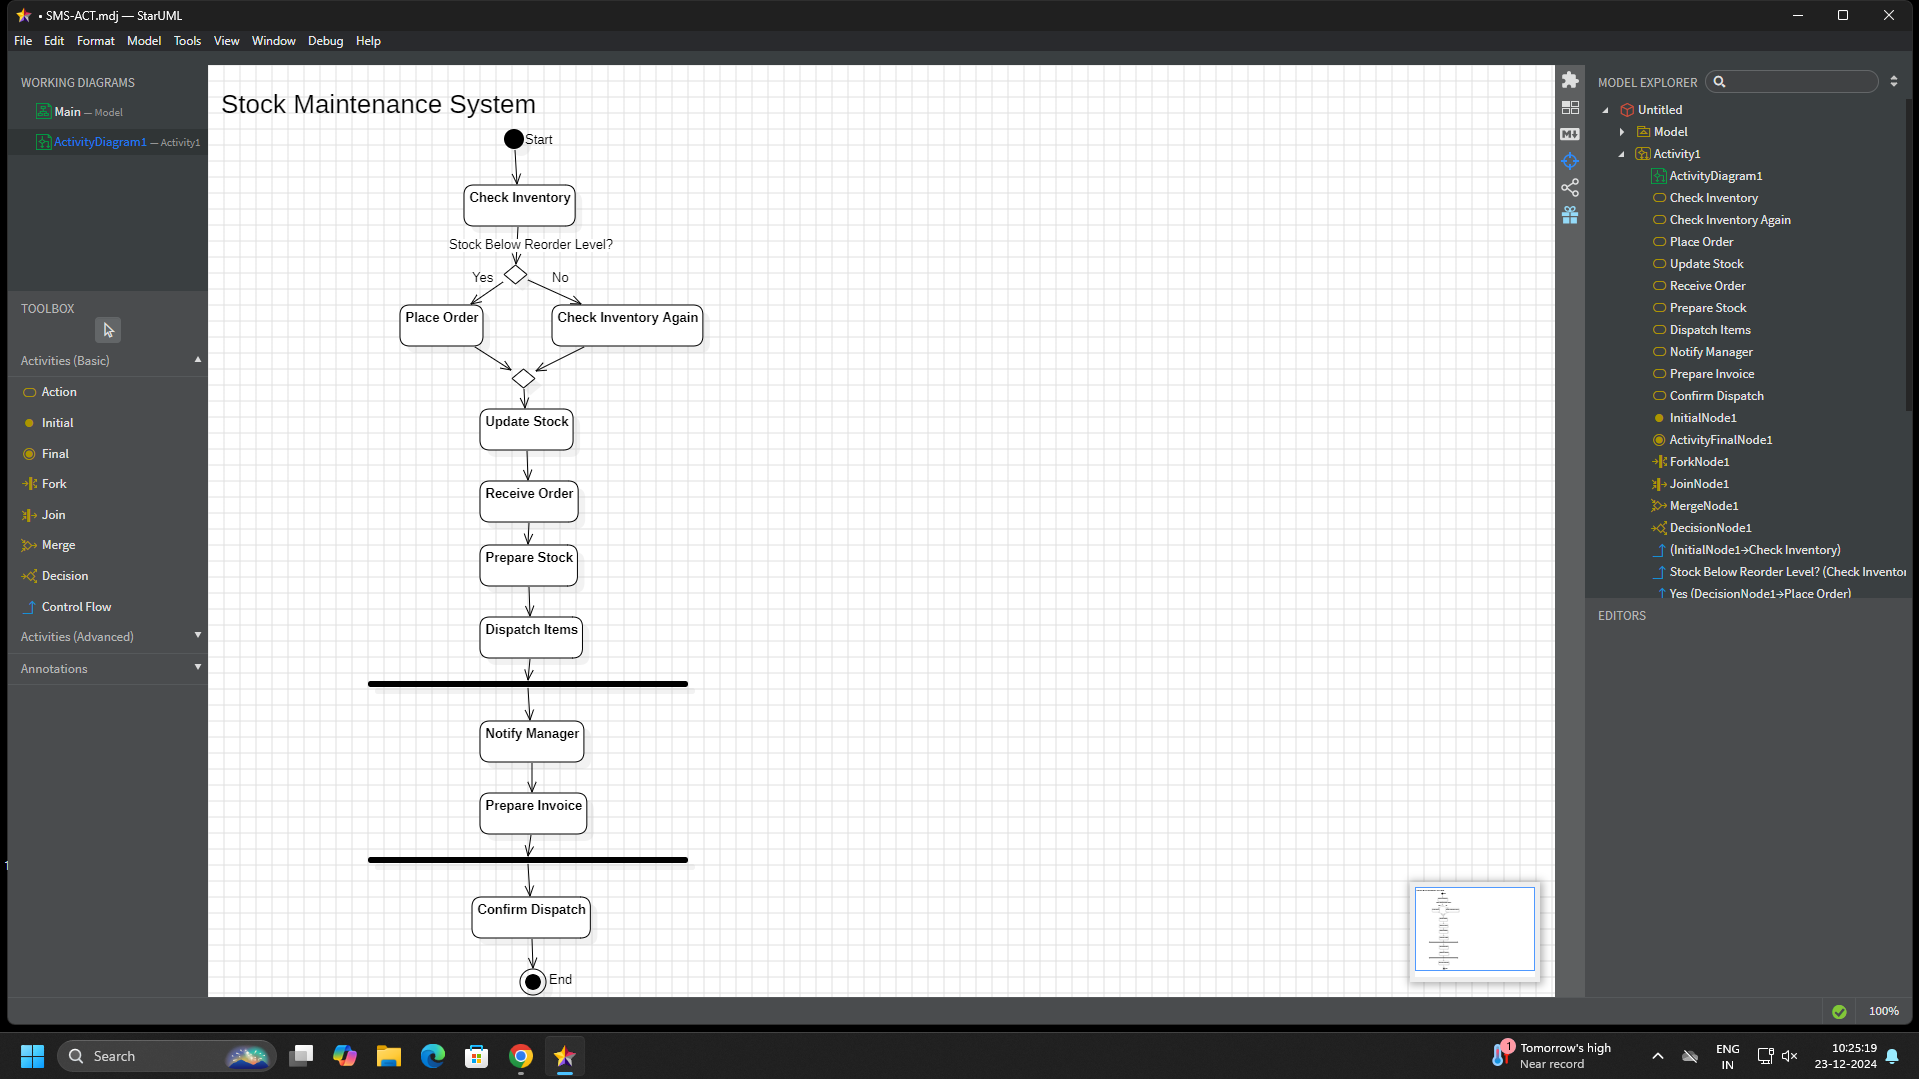 • SMS-ACT.mdj — StarUML
File Edit Format Model Tools View Window Debug Help
WORKING DIAGRAMS
Main — Model
ActivityDiagram1 — Activity1
TOOLBOX
Activities (Basic)
Action
Initial
Final
Fork
Join
Merge
Decision
Control Flow
Activities (Advanced)
Annotations
Stock Maintenance System
Start
Check Inventory
Stock Below Reorder Level?
Yes No
Place Order Check Inventory Again
Update Stock
Receive Order
Prepare Stock
Dispatch Items
Notify Manager
Prepare Invoice
Confirm Dispatch
End
MODEL EXPLORER
Untitled
Model
Activity1
ActivityDiagram1
Check Inventory
Check Inventory Again
Place Order
Update Stock
Receive Order
Prepare Stock
Dispatch Items
Notify Manager
Prepare Invoice
Confirm Dispatch
InitialNode1
ActivityFinalNode1
ForkNode1
JoinNode1
MergeNode1
DecisionNode1
(InitialNode1→Check Inventory)
Stock Below Reorder Level? (Check Inventor
Yes (DecisionNode1→Place Order)
EDITORS
100%
Search
1
Tomorrow's high
Near record
ENG
IN
10:25:19
23-12-2024